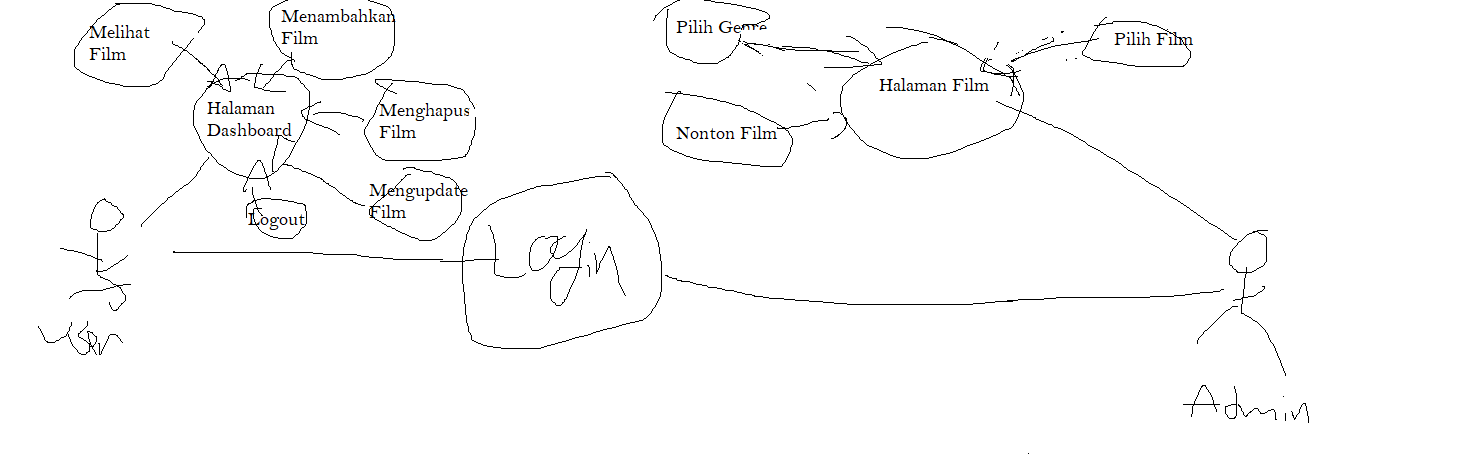 Melihat
Film
Menambahkan
Film
Halaman
Dashboard
Menghapus
Film
Mengupdate
Film
Logout
Login
User
Pilih Genre
Halaman Film
Pilih Film
Nonton Film
Admin